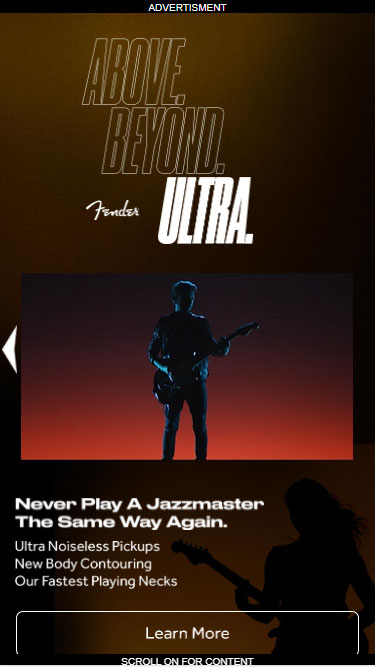 ADVERTISMENT
ABOVE.
BEYOND.
Fender ULTRA.
Never Play A Jazzmaster
The Same Way Again.
Ultra Noiseless Pickups
New Body Contouring
Our Fastest Playing Necks
Learn More
SCROLL ON FOR CONTENT